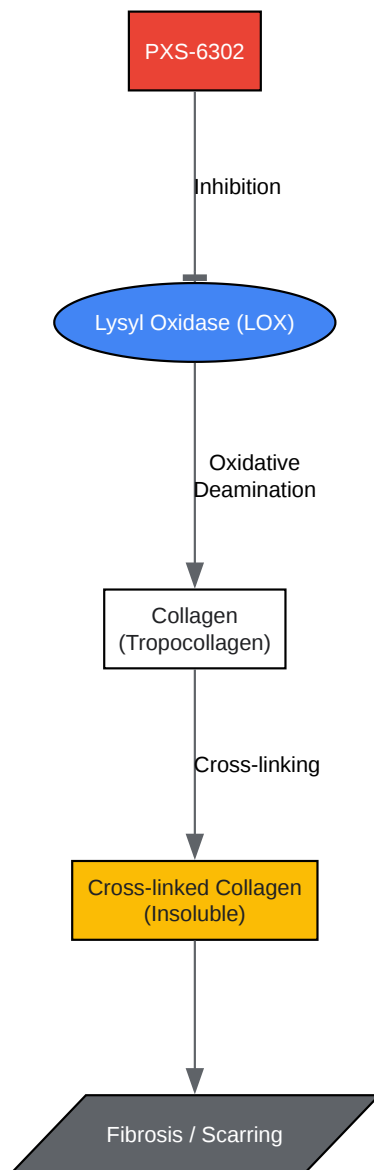 PXS-6302
Inhibition
Lysyl Oxidase (LOX)
Oxidative
Deamination
Collagen
(Tropocollagen)
Cross-linking
Cross-linked Collagen
(Insoluble)
Fibrosis / Scarring